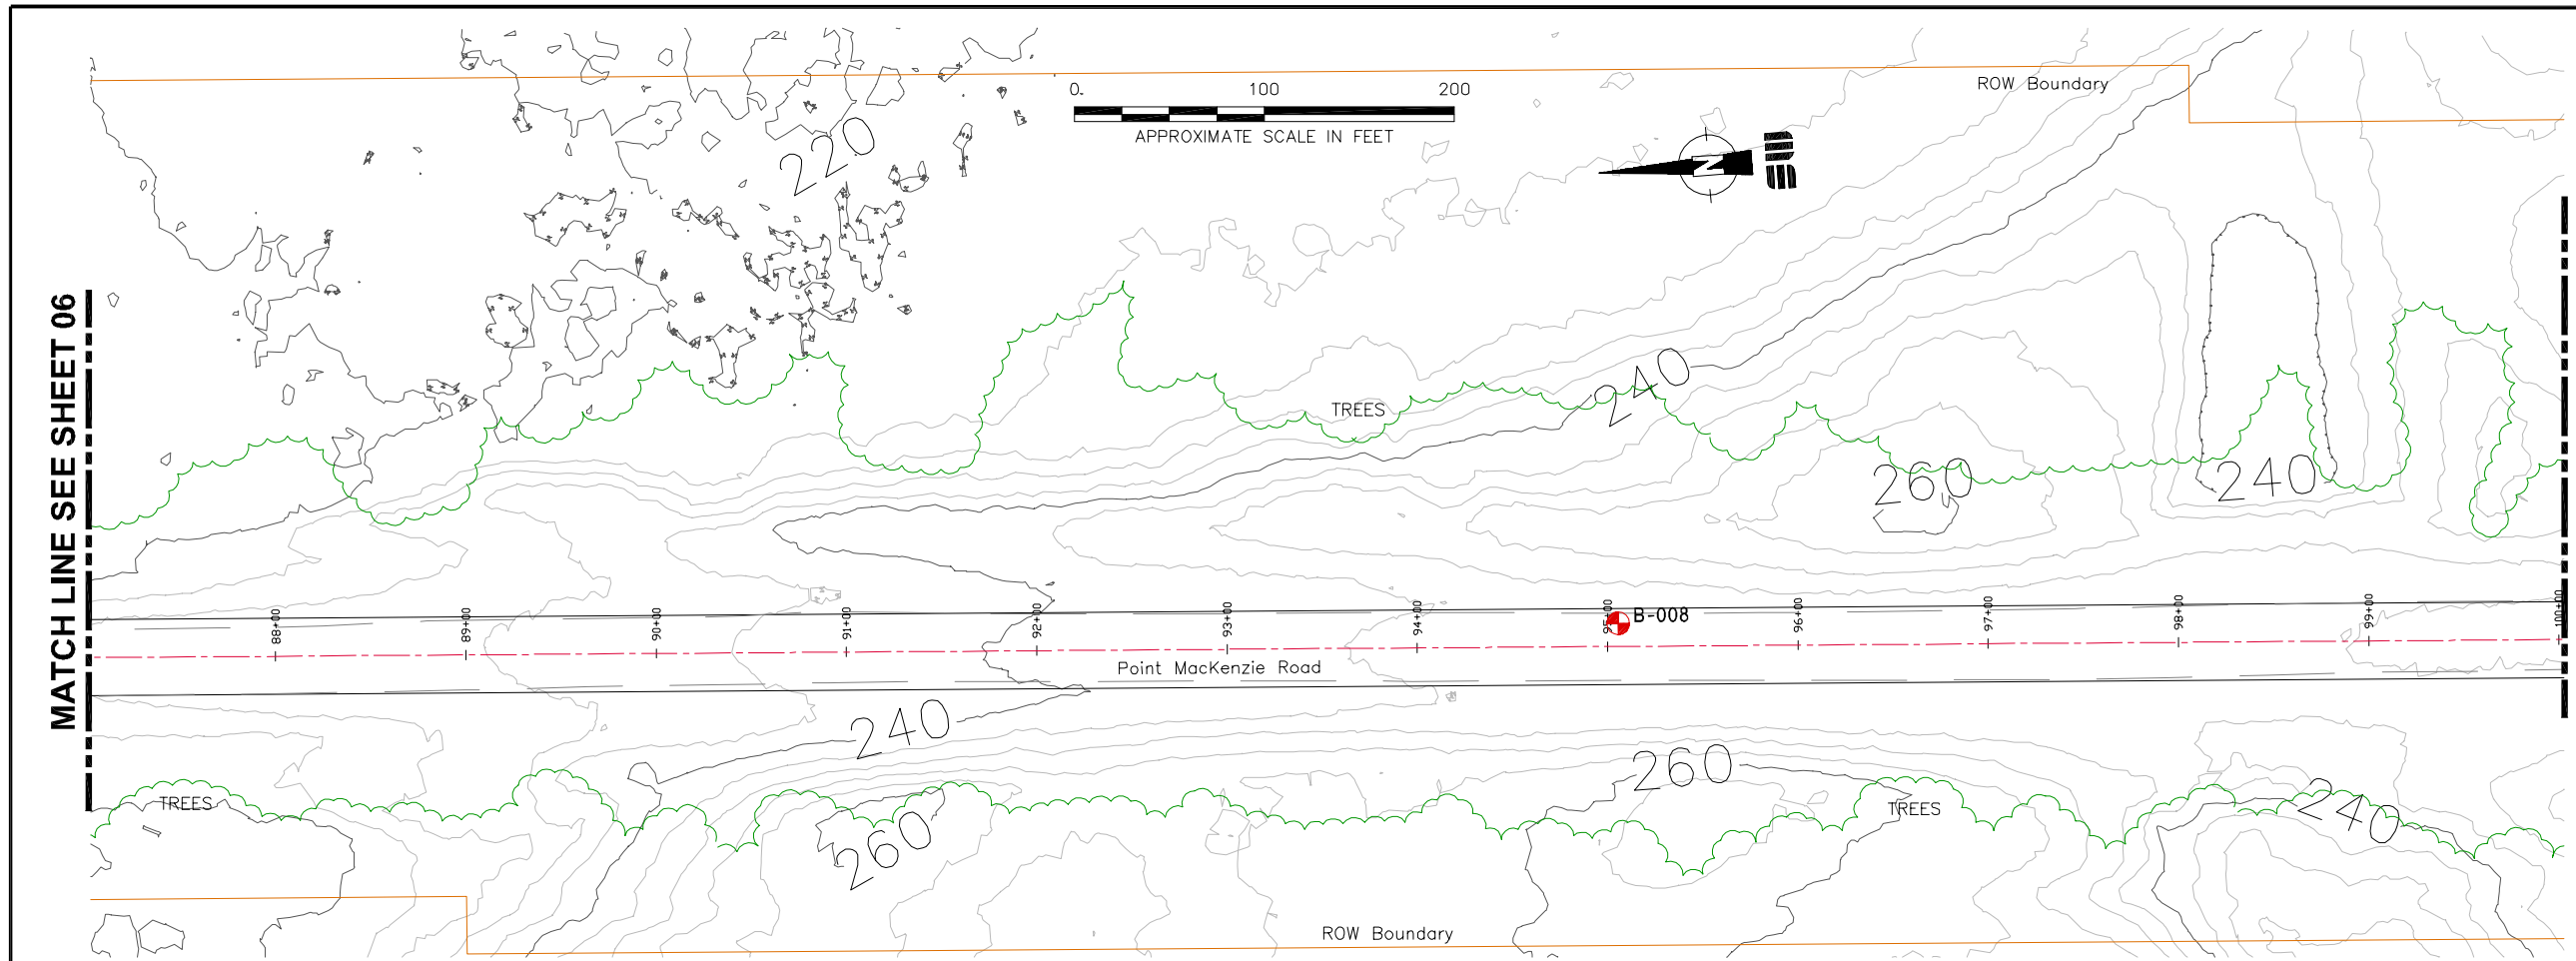 0. 100 200
APPROXIMATE SCALE IN FEET
ROW Boundary
N
220
MATCH LINE SEE SHEET 06
TREES
240
260
240
88+00 89+00 90+00 91+00 92+00 93+00 94+00 95+00 96+00 97+00 98+00 99+00 100+00
B-008
Point MacKenzie Road
240
260
TREES
260
TREES
240
ROW Boundary